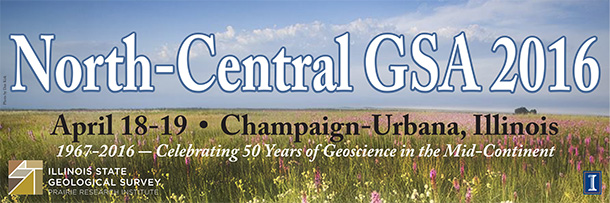 North-Central GSA 2016
April 18-19 • Champaign-Urbana, Illinois
1967–2016 — Celebrating 50 Years of Geoscience in the Mid-Continent
ILLINOIS STATE
GEOLOGICAL SURVEY
PRAIRIE RESEARCH INSTITUTE
I